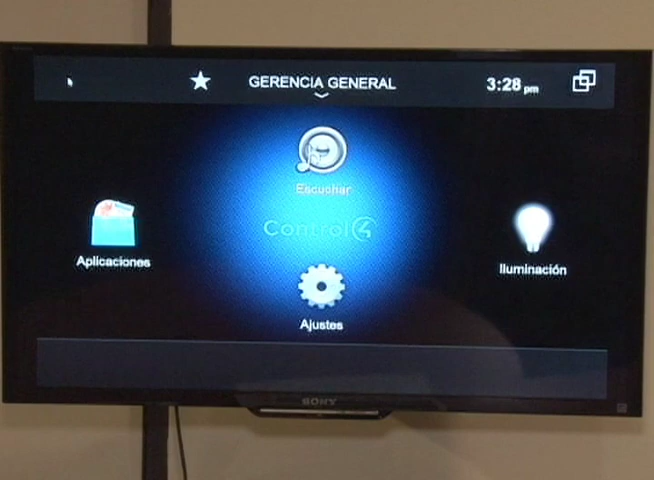 GERENCIA GENERAL
3:28 pm
Escuchar
Control4
Aplicaciones
Iluminación
Ajustes
SONY